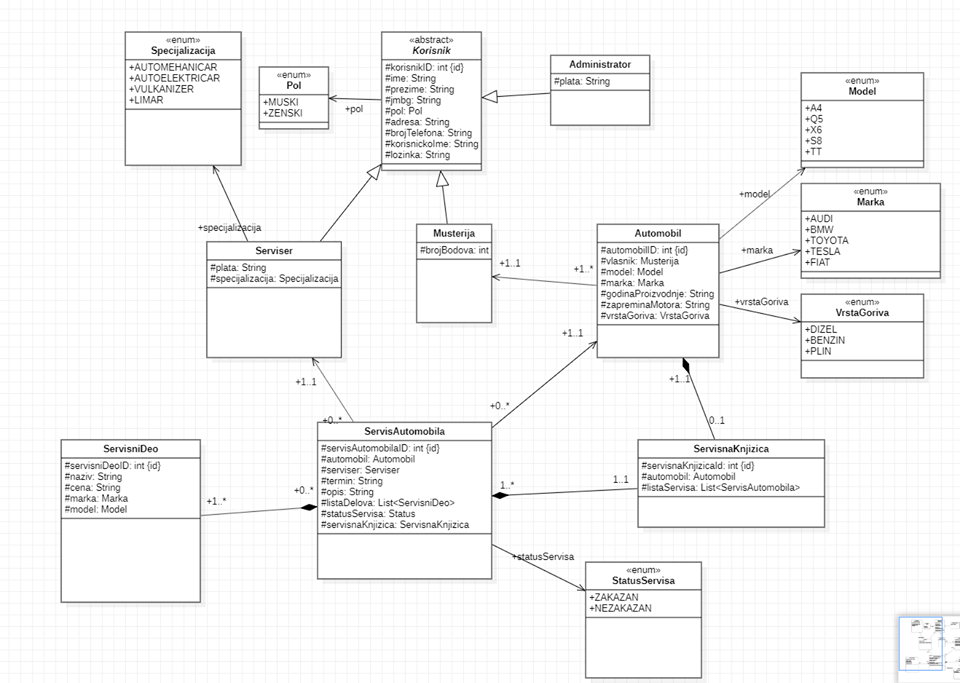 «enum»
Specijalizacija
+AUTOMEHANICAR
+AUTOELEKTRICAR
+VULKANIZER
+LIMAR
«enum»
Pol
+MUSKI
+ZENSKI
+pol
«abstract»
Korisnik
#korisnikID: int {id}
#ime: String
#prezime: String
#jmbg: String
#pol: Pol
#adresa: String
#brojTelefona: String
#korisnickoIme: String
#lozinka: String
Administrator
#plata: String
«enum»
Model
+A4
+Q5
+X6
+S8
+TT
+model
«enum»
Marka
+AUDI
+BMW
+TOYOTA
+TESLA
+FIAT
+marka
+specijalizacija
Serviser
#plata: String
#specijalizacija: Specijalizacija
Musterija
#brojBodova: int
+1..1
+1..*
Automobil
#automobilID: int {id}
#vlasnik: Musterija
#model: Model
#marka: Marka
#godinaProizvodnje: String
#zapreminaMotora: String
#vrstaGoriva: VrstaGoriva
+vrstaGoriva
«enum»
VrstaGoriva
+DIZEL
+BENZIN
+PLIN
+1..1
+1..1
+1..1
+0..*
+0..*
0..1
ServisniDeo
#servisniDeoID: int {id}
#naziv: String
#cena: String
#marka: Marka
#model: Model
+1..*
+0..*
ServisAutomobila
#servisAutomobilaID: int {id}
#automobil: Automobil
#serviser: Serviser
#termin: String
#opis: String
#listaDelova: List<ServisniDeo>
#statusServisa: Status
#servisnaKnjizica: ServisnaKnjizica
1..*
1..1
ServisnaKnjizica
#servisnaKnjizicaId: int {id}
#automobil: Automobil
#listaServisa: List<ServisAutomobila>
+statusServisa
«enum»
StatusServisa
+ZAKAZAN
+NEZAKAZAN